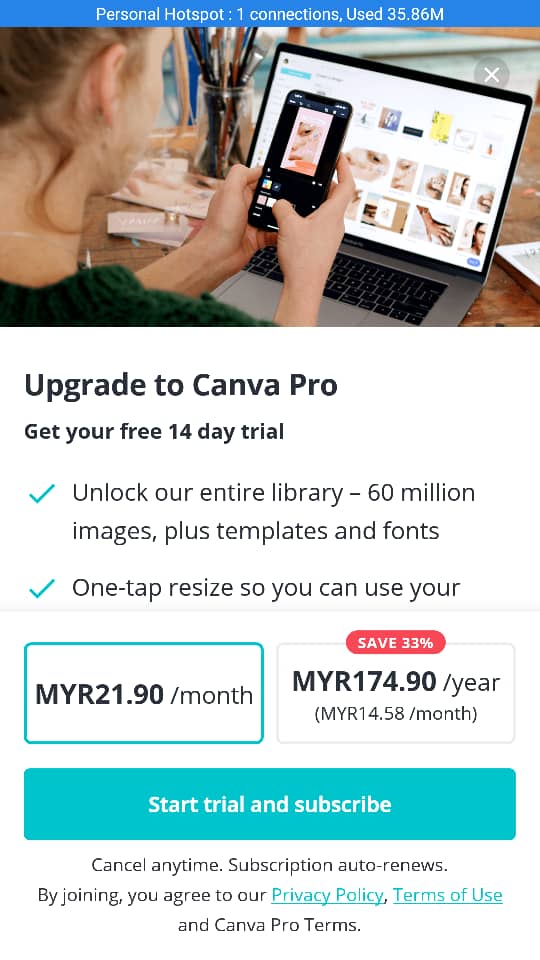 Personal Hotspot : 1 connections, Used 35.86M
Upgrade to Canva Pro
Get your free 14 day trial
Unlock our entire library – 60 million
images, plus templates and fonts
One-tap resize so you can use your
SAVE 33%
MYR21.90 /month
MYR174.90 /year
(MYR14.58 /month)
Start trial and subscribe
Cancel anytime. Subscription auto-renews.
By joining, you agree to our Privacy Policy, Terms of Use
and Canva Pro Terms.